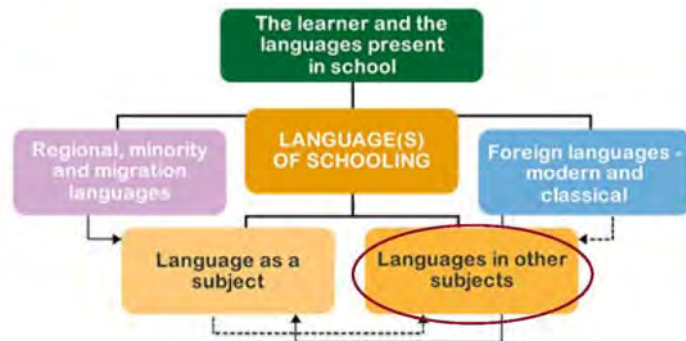 The learner and the
languages present
in school
Regional, minority
and migration
languages
LANGUAGE(S)
OF SCHOOLING
Foreign languages -
modern and
classical
Language as a
subject
Languages in other
subjects